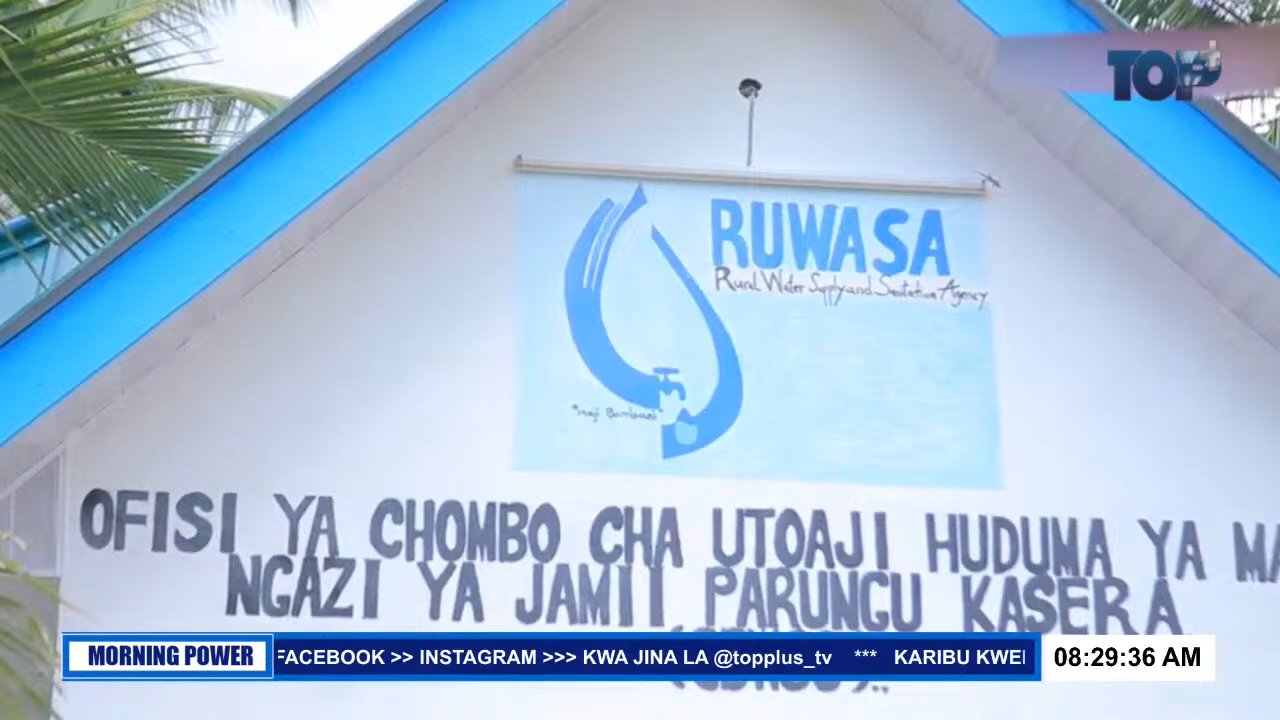 TOP
RUWASA
Rural Water Supply and Sanitation Agency
"maji Bombani"
OFISI YA CHOMBO CHA UTOAJI HUDUMA YA MA
NGAZI YA JAMII PARUNGU KASERA
MORNING POWER
FACEBOOK >> INSTAGRAM >>> KWA JINA LA @topplus_tv *** KARIBU KWE
08:29:36 AM